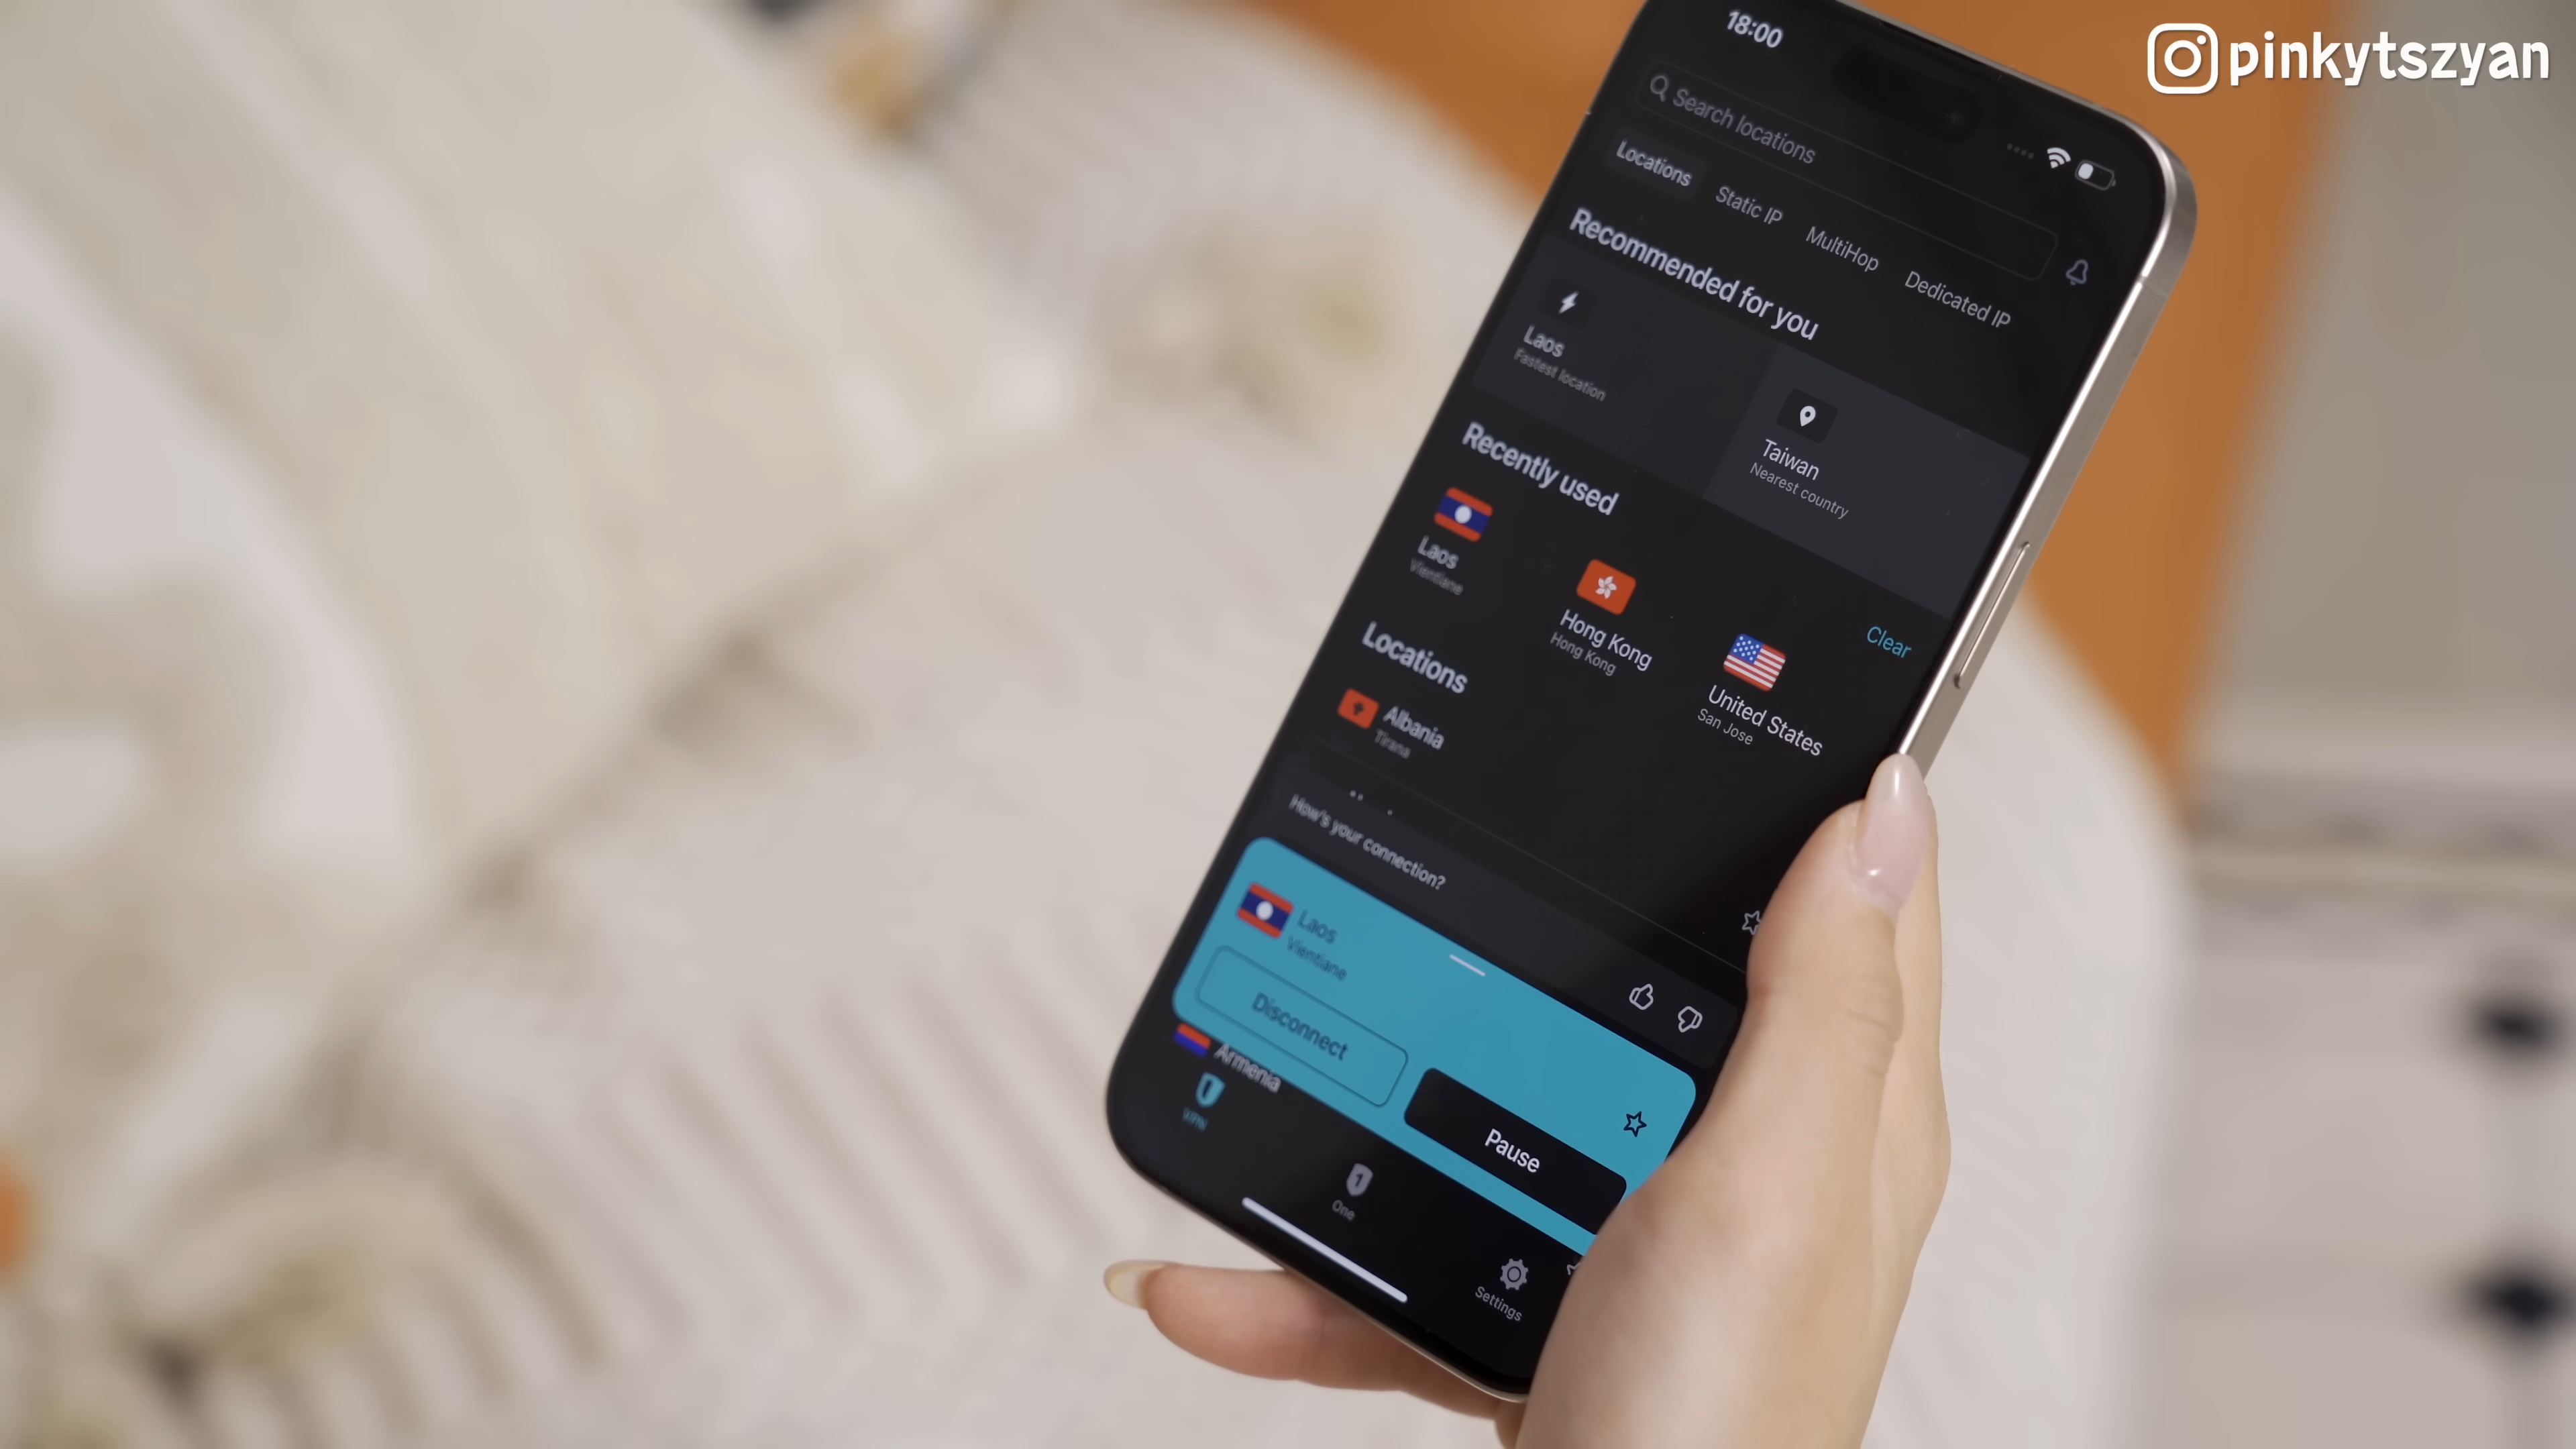 pinkytszyan
18:00
Search locations
Locations Static IP MultiHop Dedicated IP
Recommended for you
Laos
Fastest location
Taiwan
Nearest country
Recently used
Clear
Laos
Vientiane
Hong Kong
Hong Kong
United States
San Jose
Locations
Albania
Tirana
How's your connection?
Laos
Vientiane
Disconnect
Pause
Armenia
VPN
1
One
Settings